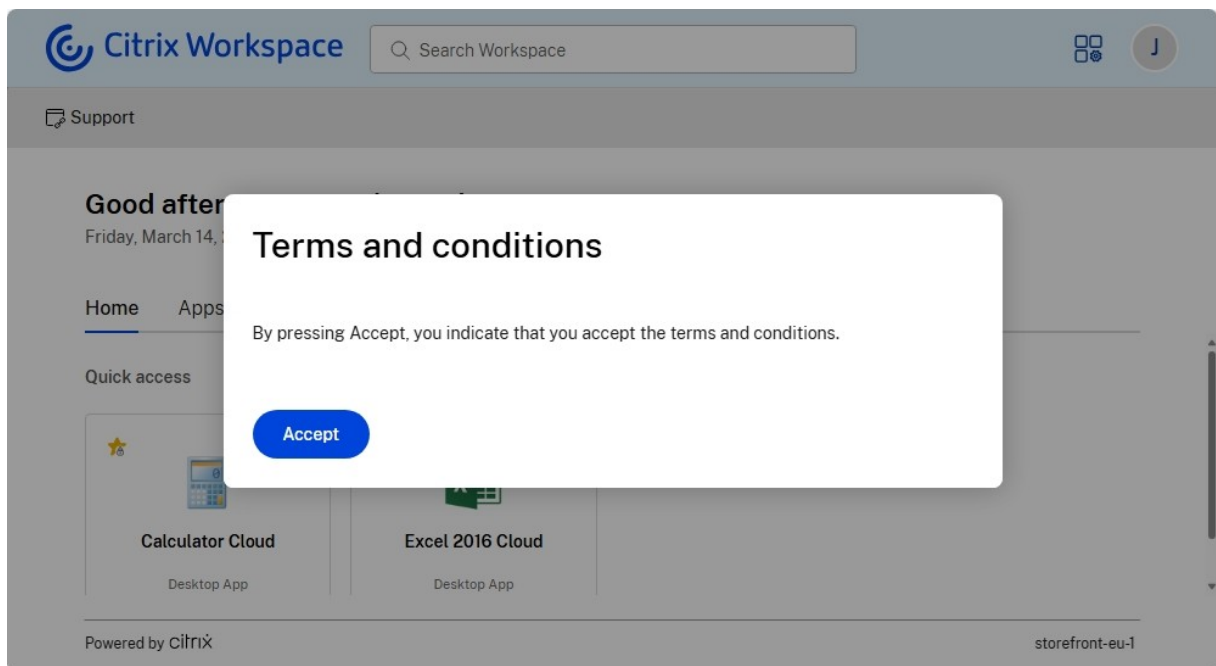 Citrix Workspace
Search Workspace
J
Support
Good after
Friday, March 14,
Terms and conditions
Home Apps
By pressing Accept, you indicate that you accept the terms and conditions.
Quick access
Accept
Calculator Cloud Excel 2016 Cloud
Desktop App Desktop App
Powered by citrix storefront-eu-1